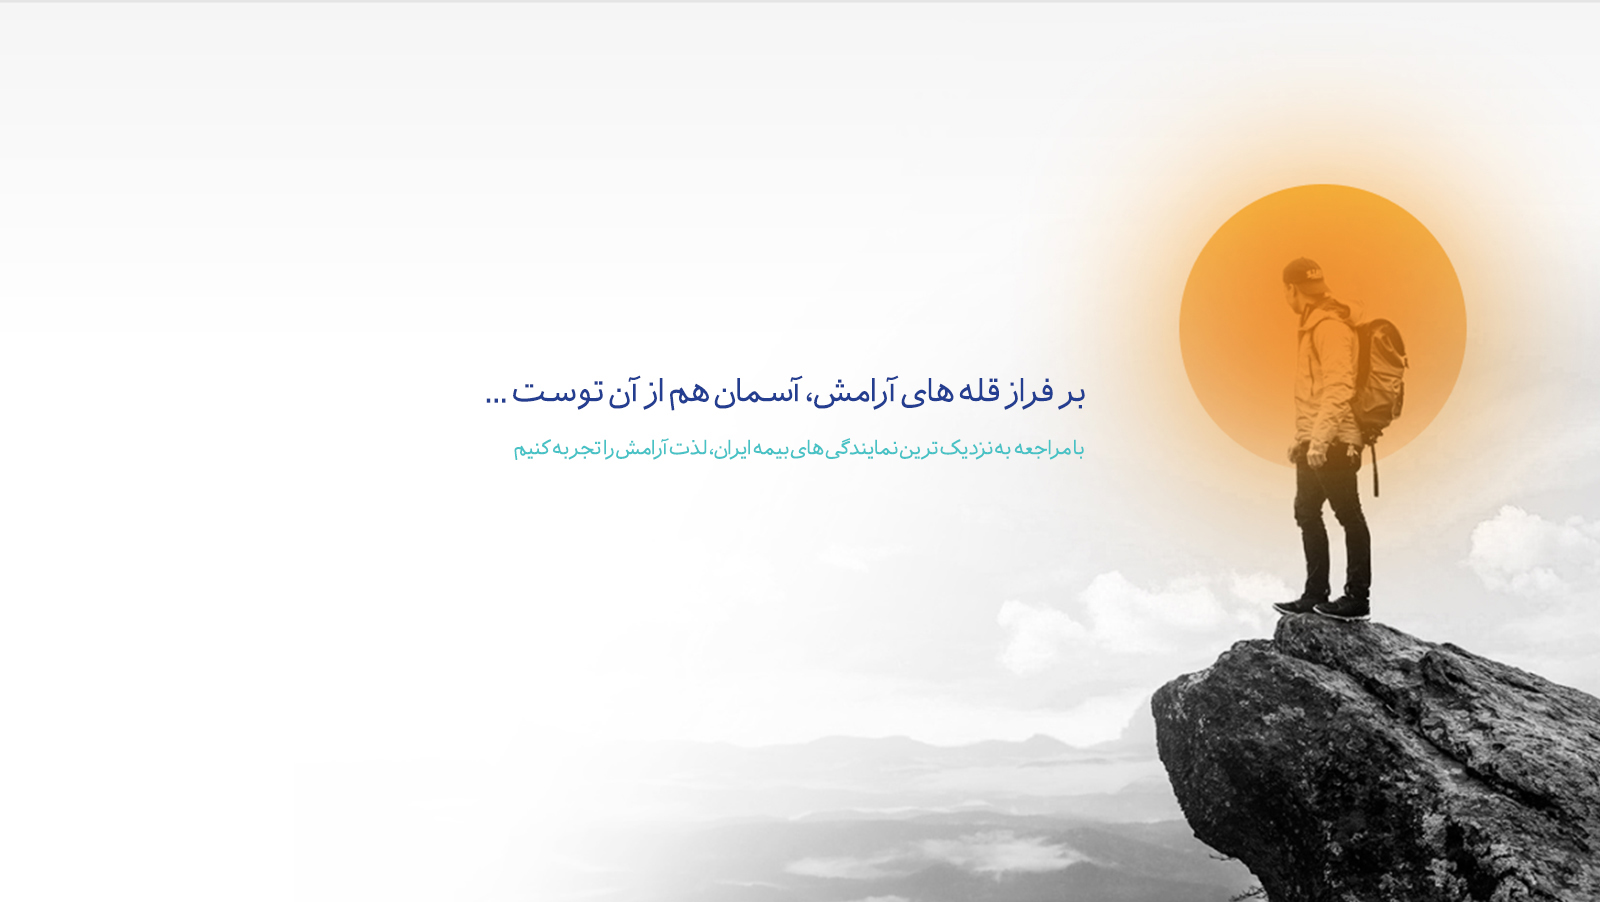 بر فراز قله های آرامش، آسمان هم از آن توست ...
با مراجعه به نزدیک ترین نمایندگی های بیمه ایران، لذت آرامش را تجربه کنیم